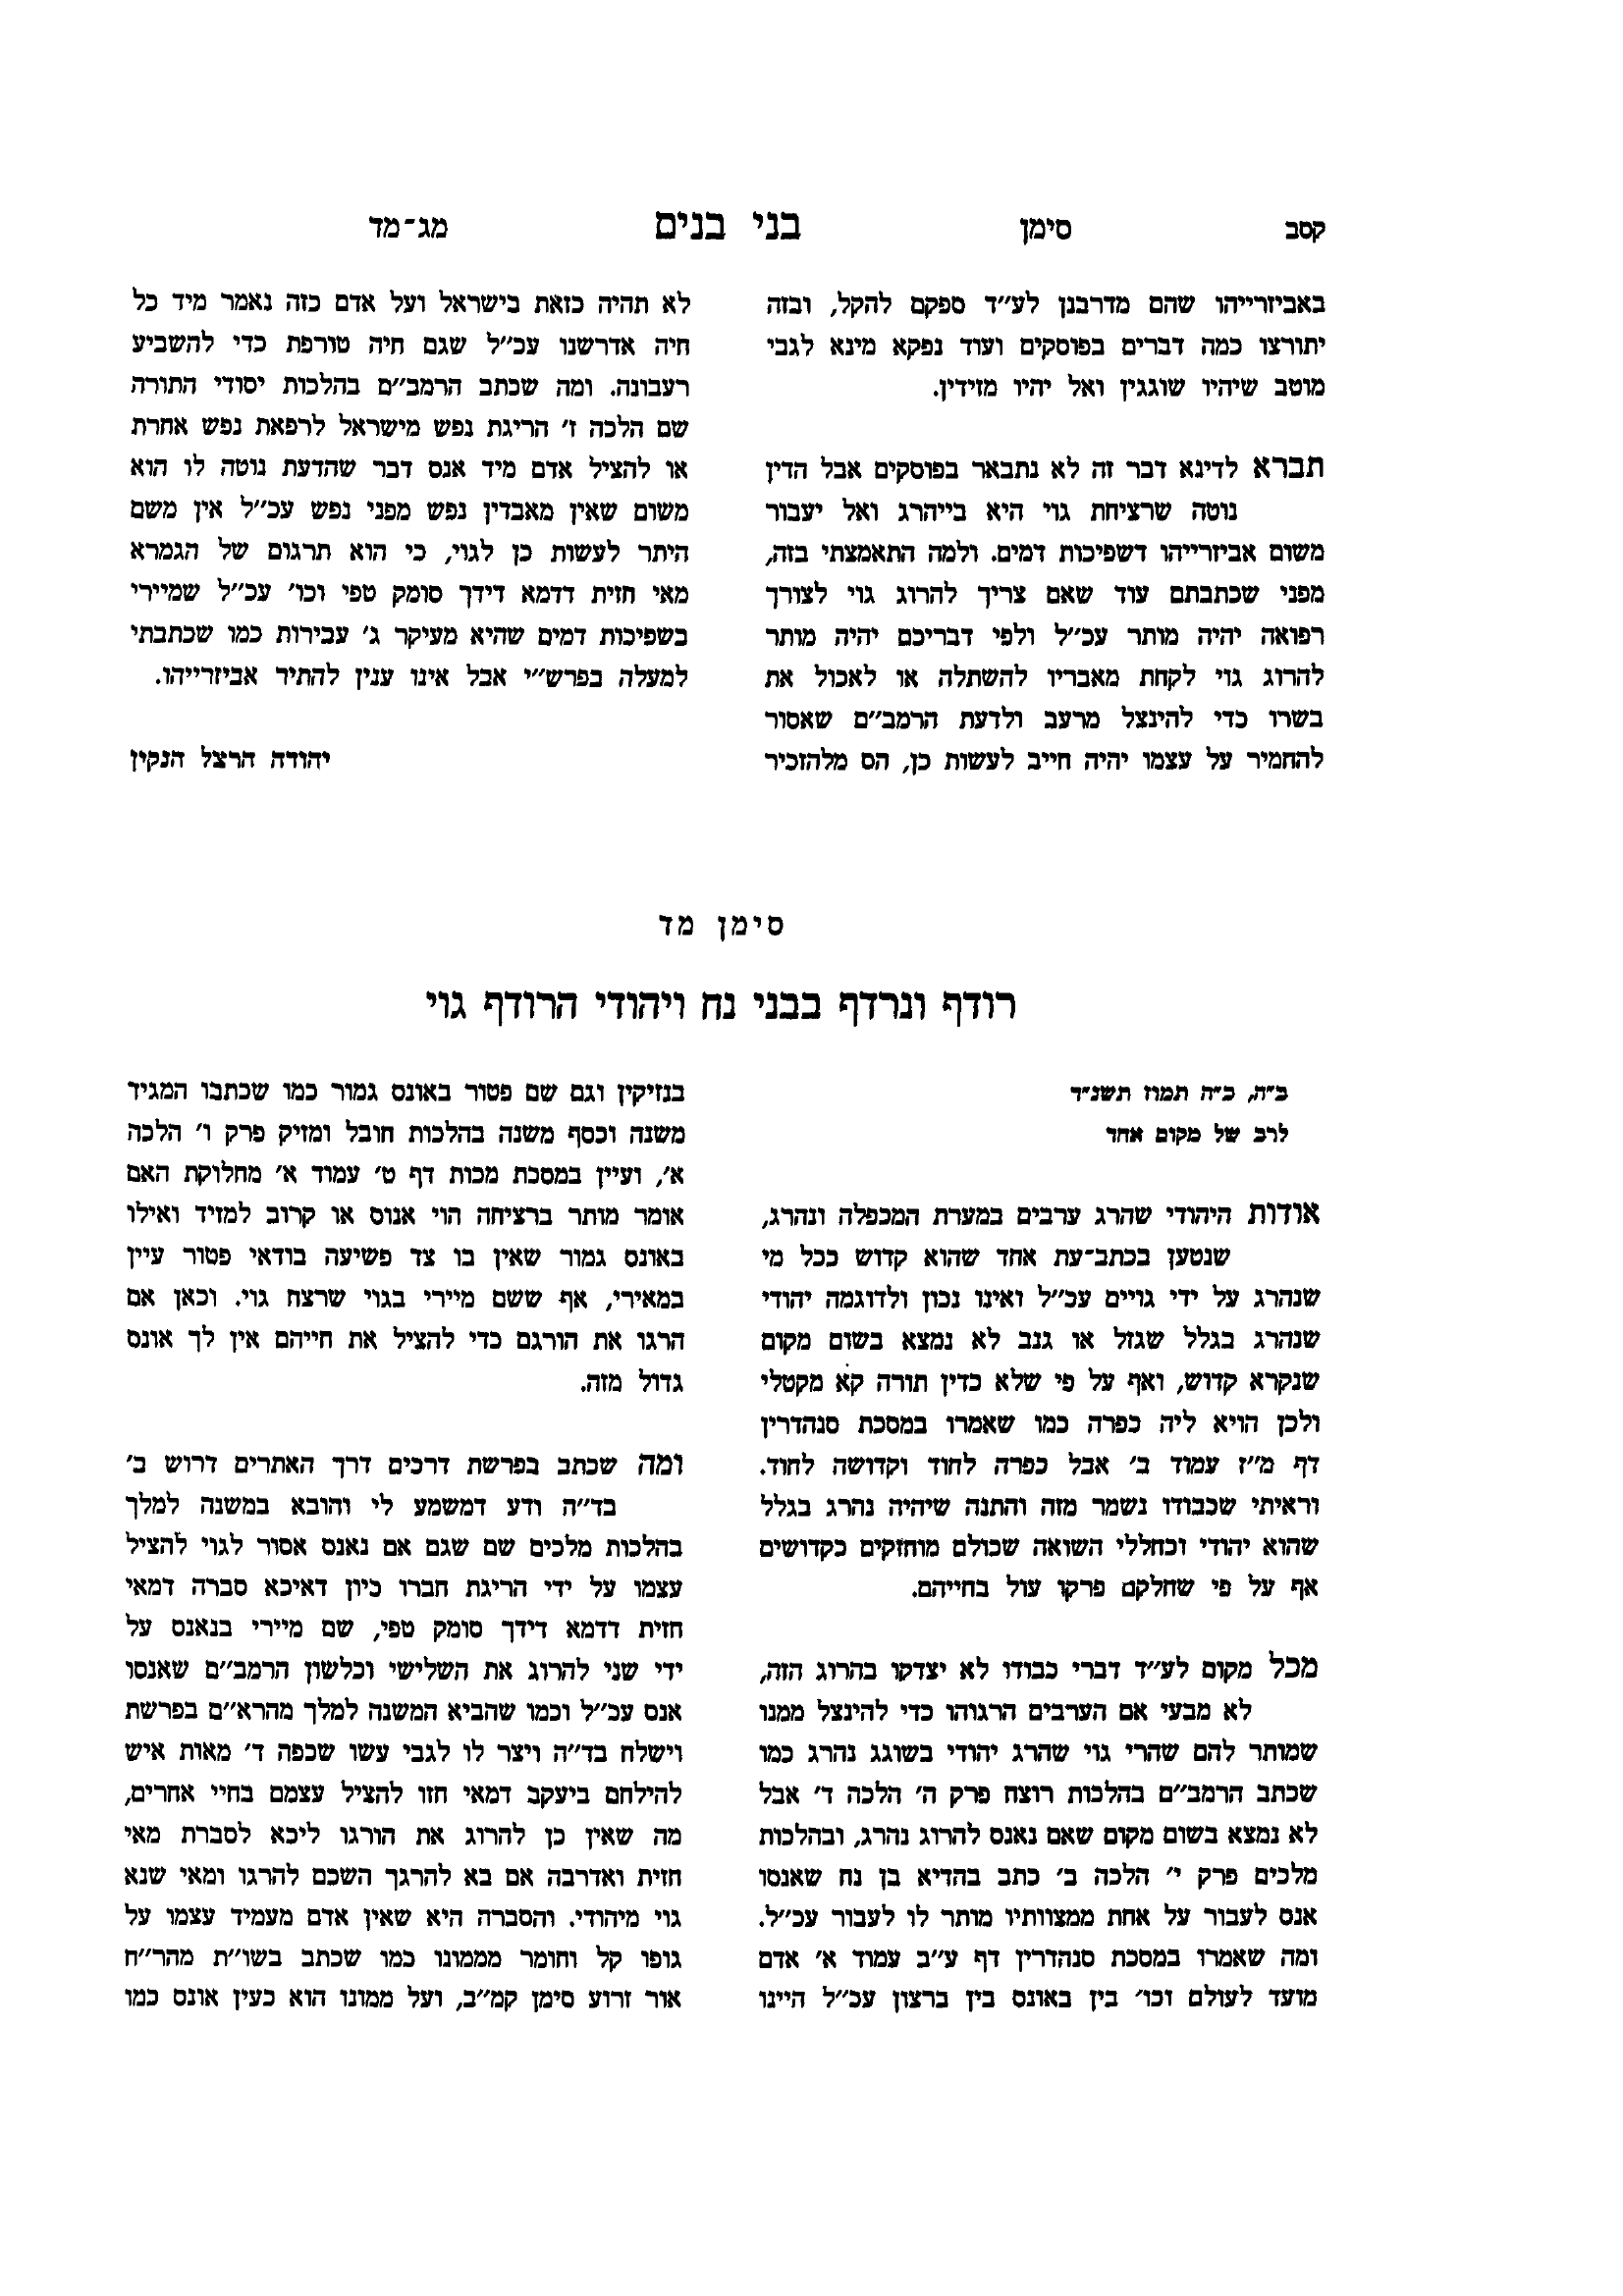 קסב סימן בני בנים מג־מד
באביזרייהו שהם מדרבנן לע״ד ספקם להקל, ובזה
יתורצו כמה דברים בפוסקים ועוד נפקא מינא לגבי
מוטב שיהיו שוגגין ואל יהיו מזידין.
תברא לדינא דבר זה לא נתבאר בפוסקים אבל הדין
נוטה שרציחת גוי היא בייהרג ואל יעבור
משום אביזרייהו דשפיכות דמים. ולמה התאמצתי בזה,
מפני שכתבתם עוד שאם צריך להרוג גוי לצורך
רפואה יהיה מותר עכ״ל ולפי דבריכם יהיה מותר
להרוג גוי לקחת מאבריו להשתלה או לאכול את
בשרו כדי להינצל מרעב ולדעת הרמב״ם שאסור
להחמיר על עצמו יהיה חייב לעשות כן, הס מלהזכיר
לא תהיה כזאת בישראל ועל אדם כזה נאמר מיד כל
חיה אדרשנו עכ״ל שגם חיה טורפת כדי להשביע
רעבונה. ומה שכתב הרמב״ם בהלכות יסודי התורה
שם הלכה ז׳ הריגת נפש מישראל לרפאת נפש אחרת
או להציל אדם מיד אנס דבר שהדעת נוטה לו הוא
משום שאין מאבדין נפש מפני נפש עכ״ל אין משם
היתר לעשות כן לגוי, כי הוא תרגום של הגמרא
מאי חזית דדמא דידך סומק טפי וכו׳ עכ״ל שמיירי
בשפיכות דמים שהיא מעיקר ג׳ עבירות כמו שכתבתי
למעלה בפרש״י אבל אינו ענין להתיר אביזרייהו.
יהודה הרצל הנקין
סימן מד
רודף ונרדף בבני נח ויהודי הרודף גוי
ב״ה, כ״ה תמוז תשנ״ד
לרב של מקום אחד
אודות היהודי שהרג ערבים במערת המכפלה ונהרג,
שנטען בכתב־עת אחד שהוא קדוש ככל מי
שנהרג על ידי גויים עכ״ל ואינו נכון ולדוגמה יהודי
שנהרג בגלל שגזל או גנב לא נמצא בשום מקום
שנקרא קדוש, ואף על פי שלא כדין תורה קא מקטלי
ולכן הויא ליה כפרה כמו שאמרו במסכת סנהדרין
דף מ״ז עמוד ב׳ אבל כפרה לחוד וקדושה לחוד.
וראיתי שכבודו נשמר מזה והתנה שיהיה נהרג בגלל
שהוא יהודי וכחללי השואה שכולם מוחזקים כקדושים
אף על פי שחלקם פרקו עול בחייהם.
מכל מקום לע״ד דברי כבודו לא יצדקו בהרוג הזה,
לא מבעי אם הערבים הרגוהו כדי להינצל ממנו
שמותר להם שהרי גוי שהרג יהודי בשוגג נהרג כמו
שכתב הרמב״ם בהלכות רוצח פרק ה׳ הלכה ד׳ אבל
לא נמצא בשום מקום שאם נאנס להרוג נהרג, ובהלכות
מלכים פרק י׳ הלכה ב׳ כתב בהדיא בן נח שאנסו
אנס לעבור על אחת ממצוותיו מותר לו לעבור עכ״ל.
ומה שאמרו במסכת סנהדרין דף ע״ב עמוד א׳ אדם
מועד לעולם וכו׳ בין באונס בין ברצון עכ״ל היינו
בנזיקין וגם שם פטור באונס גמור כמו שכתבו המגיד
משנה וכסף משנה בהלכות חובל ומזיק פרק ו׳ הלכה
א׳, ועיין במסכת מכות דף ט׳ עמוד א׳ מחלוקת האם
אומר מותר ברציחה הוי אנוס או קרוב למזיד ואילו
באונס גמור שאין בו צד פשיעה בודאי פטור עיין
במאירי, אף ששם מיירי בגוי שרצח גוי. וכאן אם
הרגו את הורגם כדי להציל את חייהם אין לך אונס
גדול מזה.
ומה שכתב בפרשת דרכים דרך האתרים דרוש ב׳
בד״ה ודע דמשמע לי והובא במשנה למלך
בהלכות מלכים שם שגם אם נאנס אסור לגוי להציל
עצמו על ידי הריגת חברו כיון דאיכא סברה דמאי
חזית דדמא דידך סומק טפי, שם מיירי בנאנס על
ידי שני להרוג את השלישי וכלשון הרמב״ם שאנסו
אנס עכ״ל וכמו שהביא המשנה למלך מהרא״ם בפרשת
וישלח בד״ה ויצר לו לגבי עשו שכפה ד׳ מאות איש
להילחם ביעקב דמאי חזו להציל עצמם בחיי אחרים,
מה שאין כן להרוג את הורגו ליכא לסברת מאי
חזית ואדרבה אם בא להרגך השכם להרגו ומאי שנא
גוי מיהודי. והסברה היא שאין אדם מעמיד עצמו על
גופו קל וחומר מממונו כמו שכתב בשו״ת מהר״ח
אור זרוע סימן קמ״ב, ועל ממונו הוא כעין אונס כמו